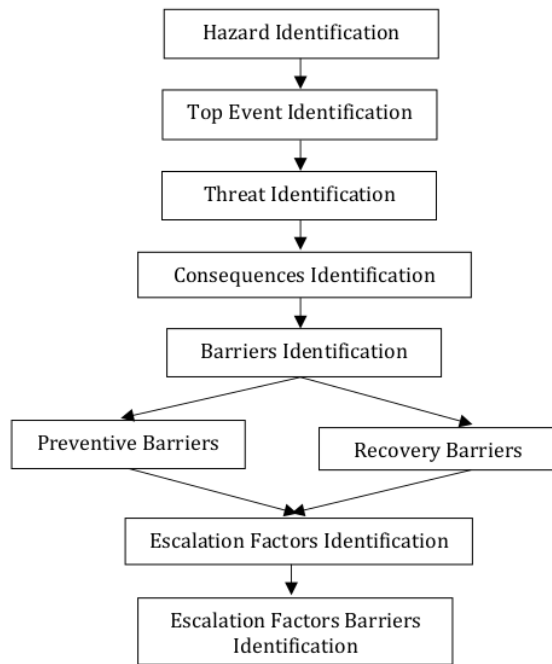 Hazard Identification
Top Event Identification
Threat Identification
Consequences Identification
Barriers Identification
Preventive Barriers
Recovery Barriers
Escalation Factors Identification
Escalation Factors Barriers
Identification